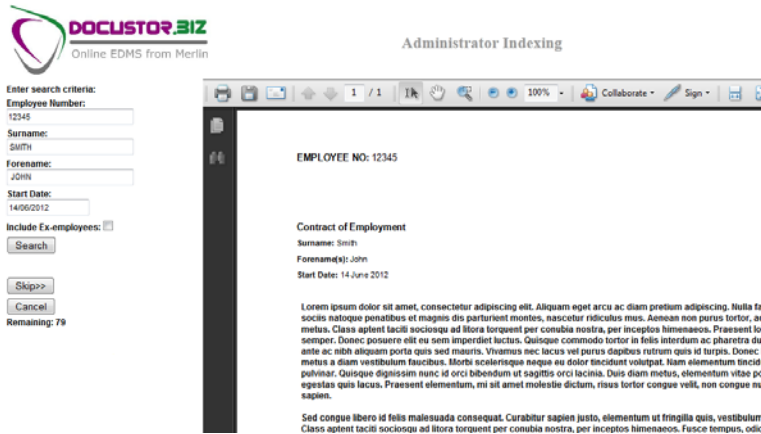 DOCUSTOR.BIZ
Online EDMS from Merlin
Administrator Indexing
Enter search criteria:
Employee Number:
12345
Surname:
SMITH
Forename:
JOHN
Start Date:
14/06/2012
Include Ex-employees:
Search
Skip>>
Cancel
Remaining: 79
1 / 1
100%
Collaborate
Sign
EMPLOYEE NO: 12345
Contract of Employment
Surname: Smith
Forename(s): John
Start Date: 14 June 2012
Lorem ipsum dolor sit amet, consectetur adipiscing elit. Aliquam eget arcu ac diam pretium adipiscing. Nulla
sociis natoque penatibus et magnis dis parturient montes, nascetur ridiculus mus. Aenean non purus tortor,
metus. Class aptent taciti sociosqu ad litora torquent per conubia nostra, per inceptos himenaeos. Praesent
semper. Donec posuere elit eu sem imperdiet luctus. Quisque commodo tortor in felis interdum ac pharetra
ante ac nibh aliquam porta quis sed mauris. Vivamus nec lacus vel purus dapibus rutrum quis id turpis. Donec
metus a diam vestibulum faucibus. Morbi scelerisque neque eu dolor tincidunt volutpat. Nam elementum
pulvinar. Quisque dignissim nunc id orci bibendum ut sagittis orci lacinia. Duis diam metus, elementum vitae
egestas quis lacus. Praesent elementum, mi sit amet molestie dictum, risus tortor congue velit, non congue
sapien.
Sed congue libero id felis malesuada consequat. Curabitur sapien justo, elementum ut fringilla quis, vestibulum
Class aptent taciti sociosqu ad litora torquent per conubia nostra, per inceptos himenaeos. Fusce tempus,